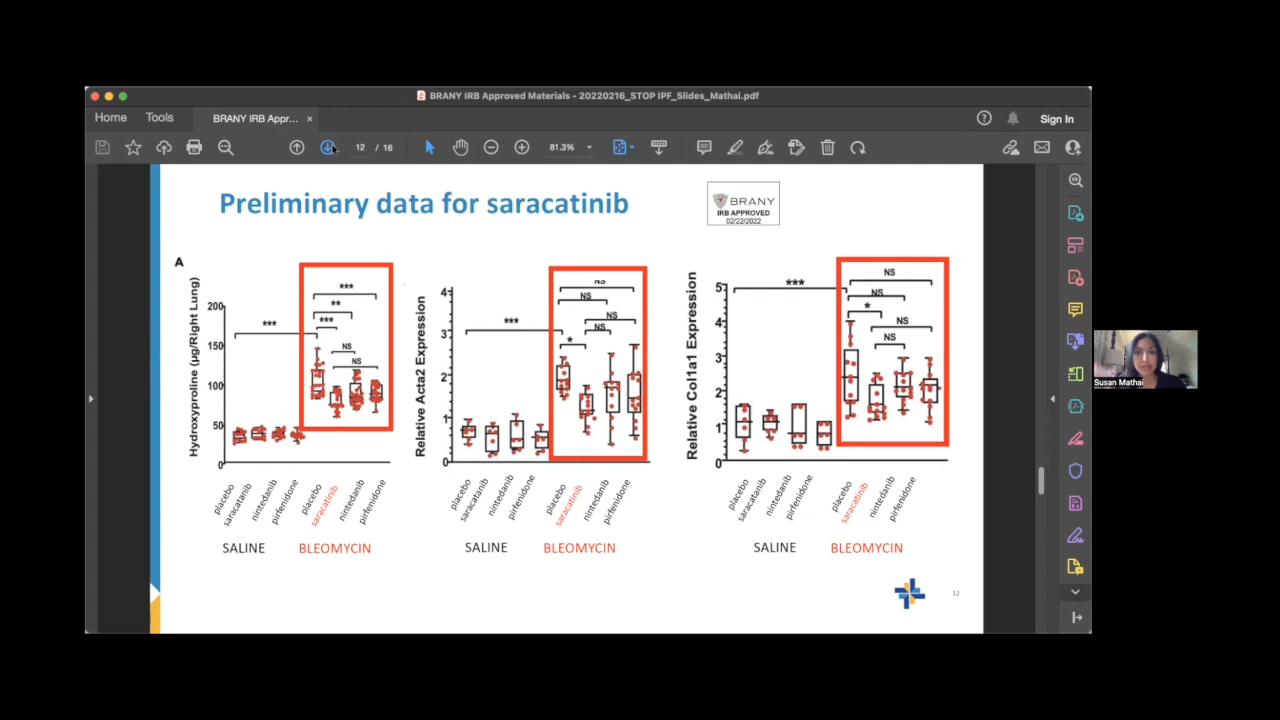 BRANY IRB Approved Materials - 20220216_STOP IPF_Slides_Mathai.pdf
Home Tools BRANY IRB Appr... × Sign In
12 / 16 81.3%
Preliminary data for saracatinib
BRANY
IRB APPROVED
02/22/2022
A
Hydroxyproline (µg/Right Lung)
200
150
100
50
0
***
***
**
***
NS
NS
placebo
saracatanib
nintedanib
pirfenidone
placebo
saracatinib
nintedanib
pirfenidone
SALINE BLEOMYCIN
Relative Acta2 Expression
4
3
2
1
0
***
NS
NS
NS
NS
*
placebo
saracatanib
nintedanib
pirfenidone
placebo
saracatinib
nintedanib
pirfenidone
SALINE BLEOMYCIN
Relative Col1a1 Expression
5
4
3
2
1
0
***
NS
NS
*
NS
NS
placebo
saracatanib
nintedanib
pirfenidone
placebo
saracatinib
nintedanib
pirfenidone
SALINE BLEOMYCIN
12
Susan Mathai